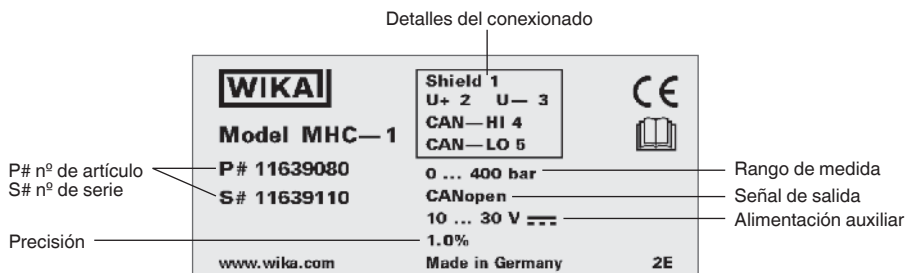 Detalles del conexionado
WIKA
Model MHC—1
P# 11639080
S# 11639110
Shield 1
U+ 2 U— 3
CAN—HI 4
CAN—LO 5
0 ... 400 bar
CANopen
10 ... 30 V
1.0%
CE
www.wika.com
Made in Germany
2E
P# nº de artículo
S# nº de serie
Precisión
Rango de medida
Señal de salida
Alimentación auxiliar